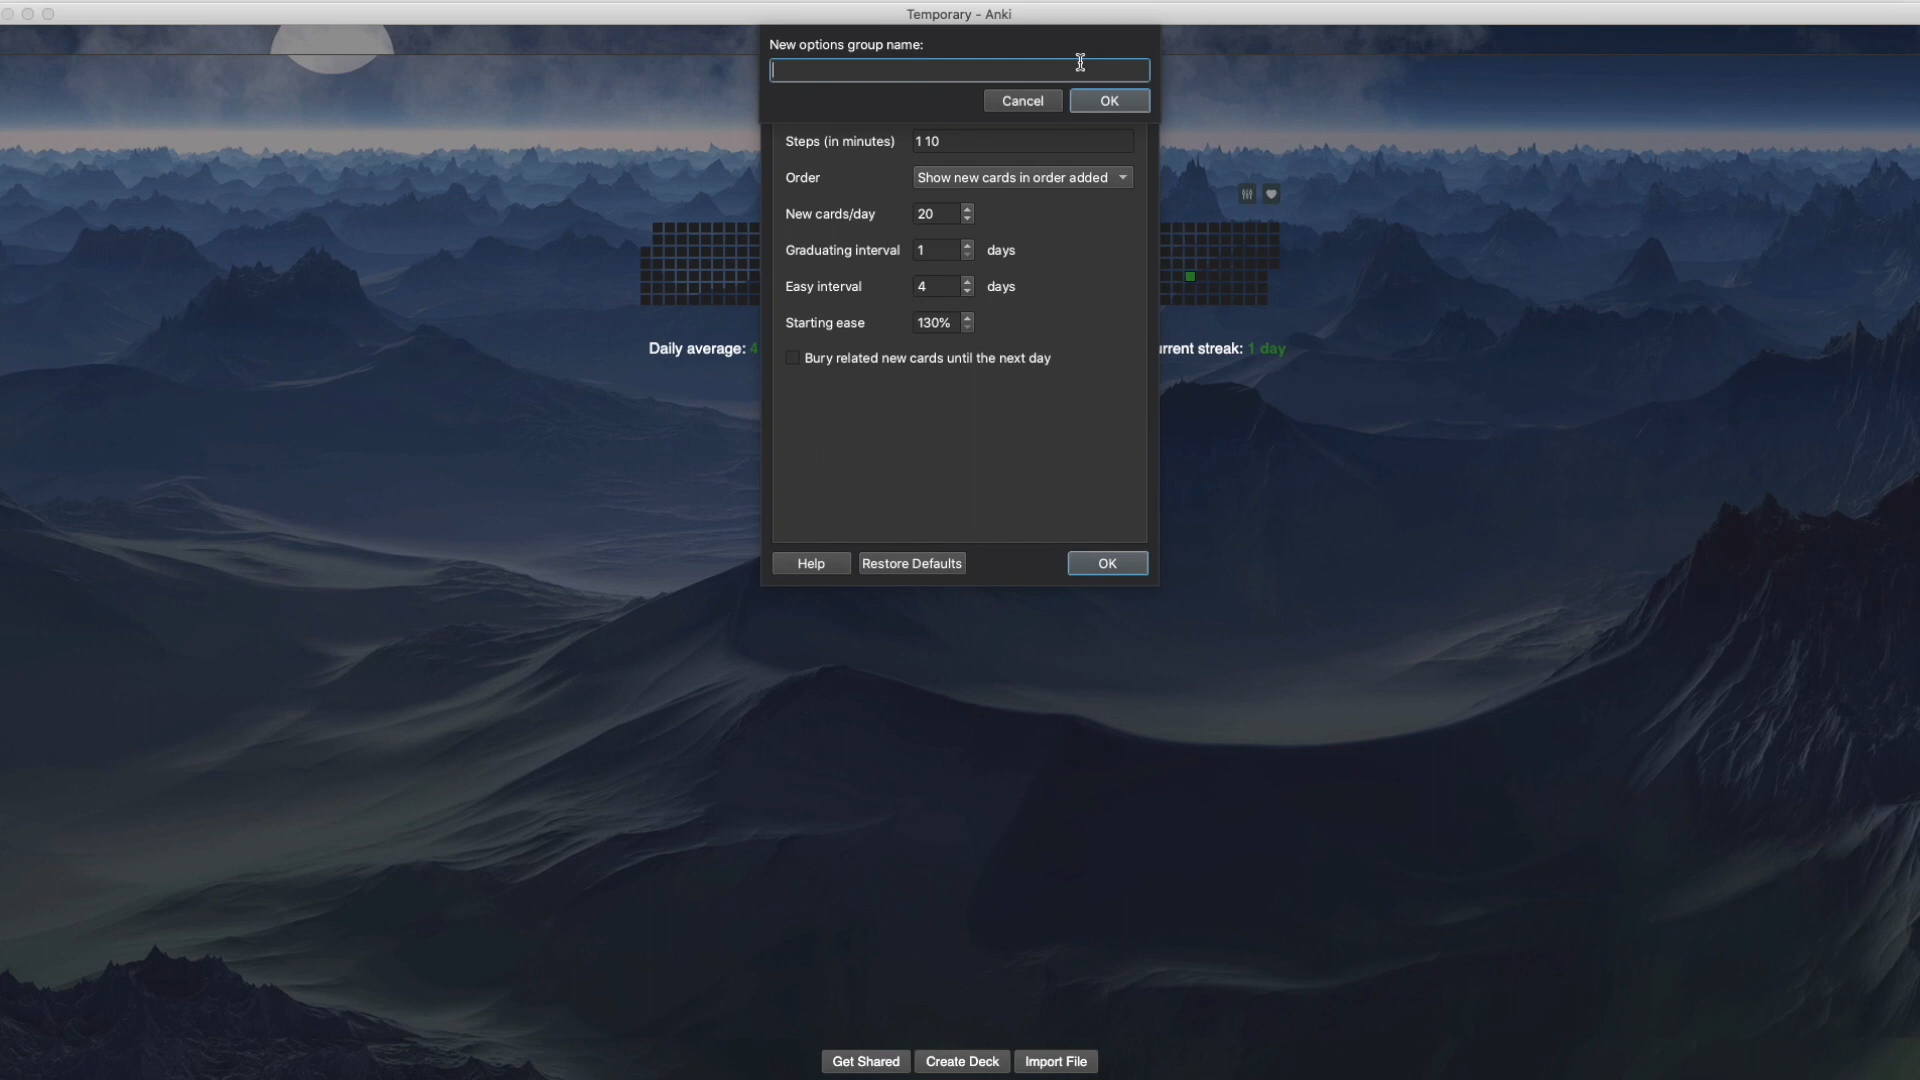 Temporary - Anki
New options group name:
Cancel
OK
Steps (in minutes)
1 10
Order
Show new cards in order added
New cards/day
20
Graduating interval
1
days
Easy interval
4
days
Starting ease
130%
Bury related new cards until the next day
Daily average: 4
rrent streak: 1 day
Help
Restore Defaults
OK
Get Shared
Create Deck
Import File